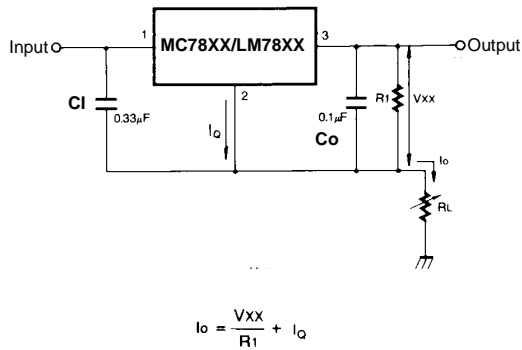 Input
1
MC78XX/LM78XX
3
Output
2
CI
0.33μF
IQ
0.1μF
Co
R1
VXX
Io
RL
Io = VXX/R1 + IQ